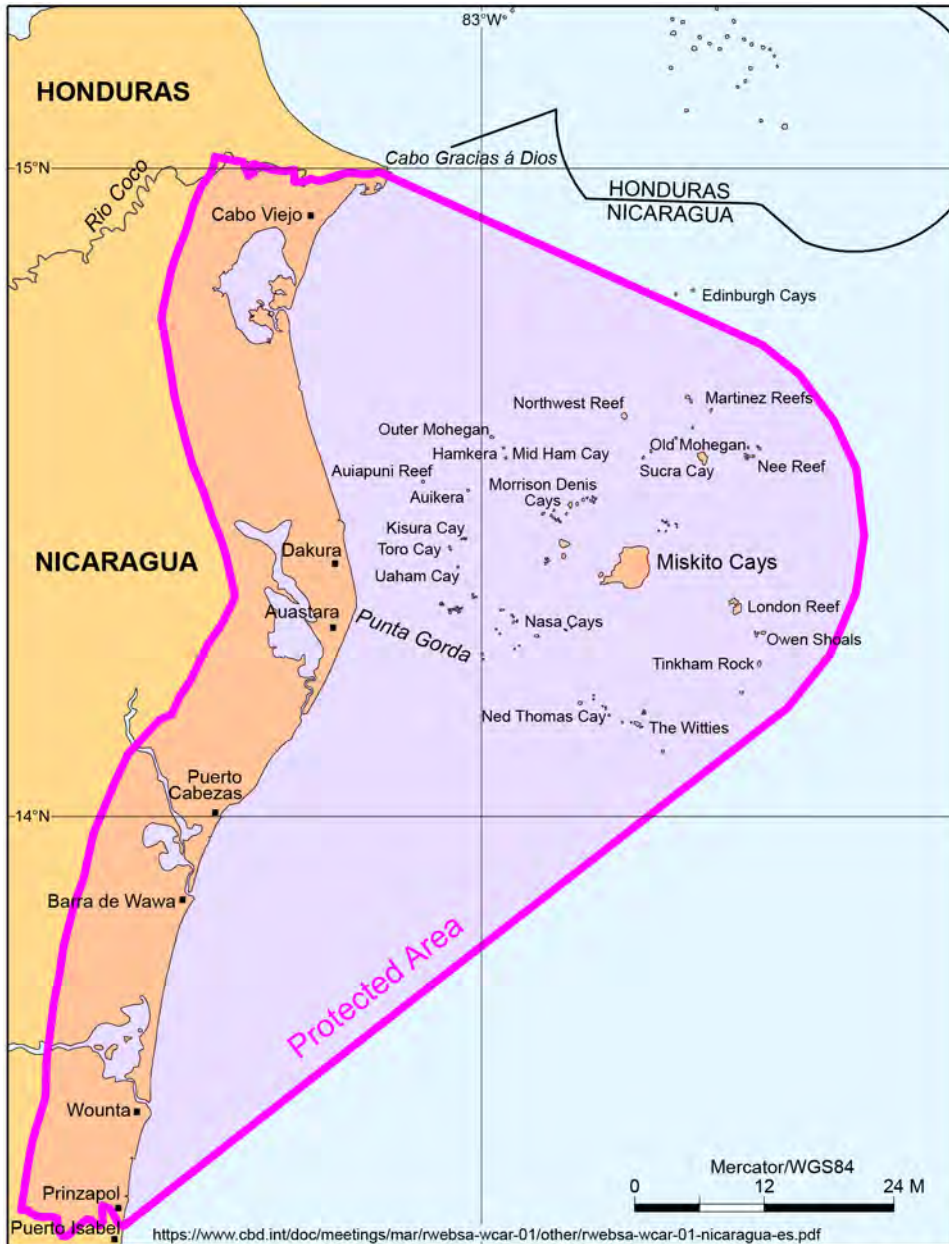 83°W
HONDURAS
15°N
Cabo Gracias á Dios
Rio Coco
HONDURAS
NICARAGUA
Cabo Viejo
Edinburgh Cays
Northwest Reef
Martinez Reefs
Outer Mohegan
Hamkera
Mid Ham Cay
Old Mohegan
Sucra Cay
Nee Reef
Auiapuni Reef
Auikera
Morrison Denis
Cays
Kisura Cay
NICARAGUA
Dakura
Toro Cay
Miskito Cays
Uaham Cay
Auastara
Punta Gorda
London Reef
Nasa Cays
Owen Shoals
Tinkham Rock
Ned Thomas Cay
The Witties
Puerto
Cabezas
14°N
Barra de Wawa
Protected Area
Wounta
Mercator/WGS84
0 12 24 M
Prinzapol
Puerto Isabel
https://www.cbd.int/doc/meetings/mar/rwebsa-wcar-01/other/rwebsa-wcar-01-nicaragua-es.pdf